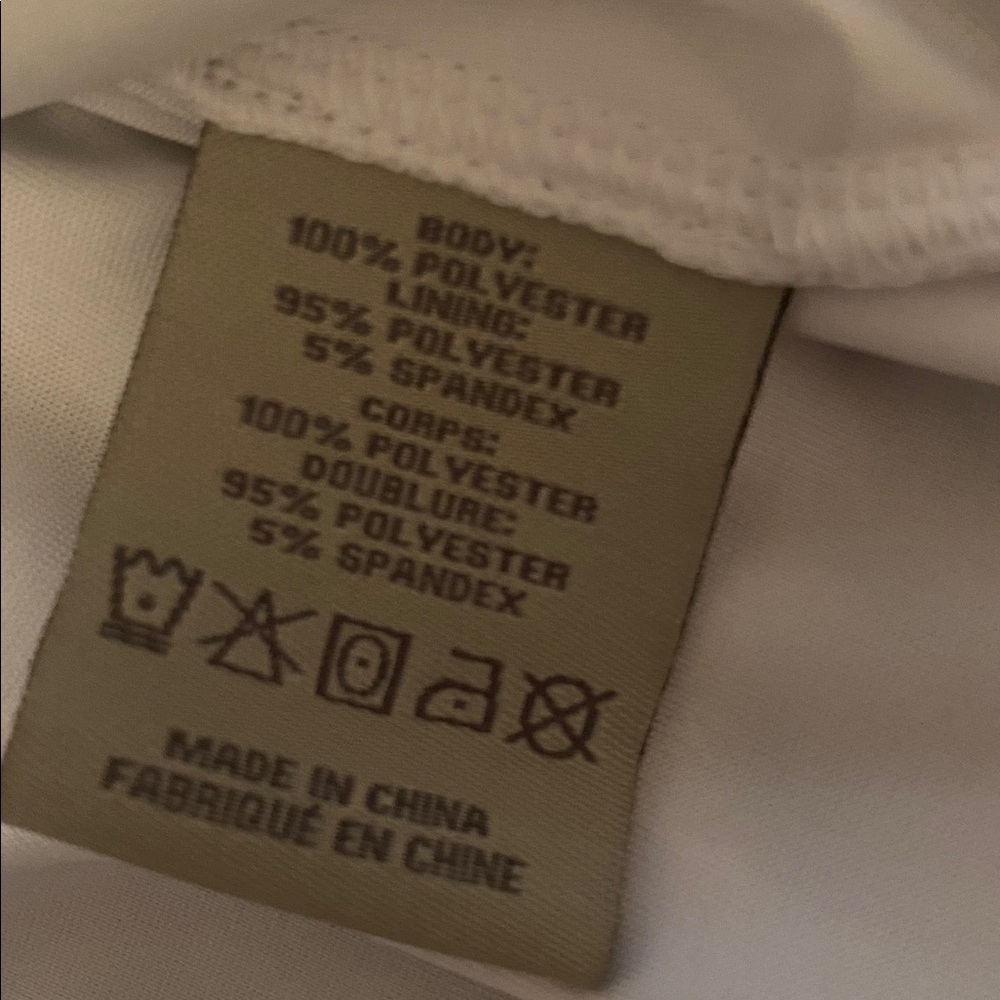 BODY:
100% POLYESTER
LINING:
95% POLYESTER
5% SPANDEX
CORPS:
100% POLYESTER
DOUBLURE:
95% POLYESTER
5% SPANDEX
MADE IN CHINA
FABRIQUÉ EN CHINE